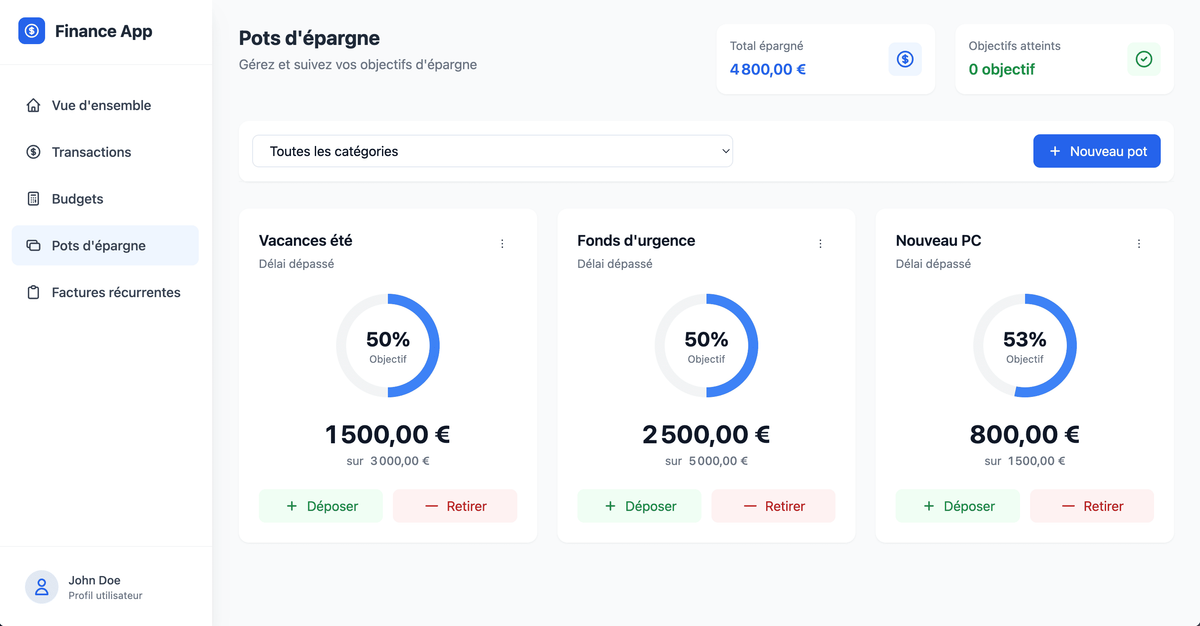 Finance App
Vue d'ensemble
Transactions
Budgets
Pots d'épargne
Factures récurrentes
John Doe
Profil utilisateur
Pots d'épargne
Gérez et suivez vos objectifs d'épargne
Total épargné
4 800,00 €
Objectifs atteints
0 objectif
Toutes les catégories
+ Nouveau pot
Vacances été
Délai dépassé
50%
Objectif
1 500,00 €
sur 3 000,00 €
+ Déposer
— Retirer
Fonds d'urgence
Délai dépassé
50%
Objectif
2 500,00 €
sur 5 000,00 €
+ Déposer
— Retirer
Nouveau PC
Délai dépassé
53%
Objectif
800,00 €
sur 1 500,00 €
+ Déposer
— Retirer